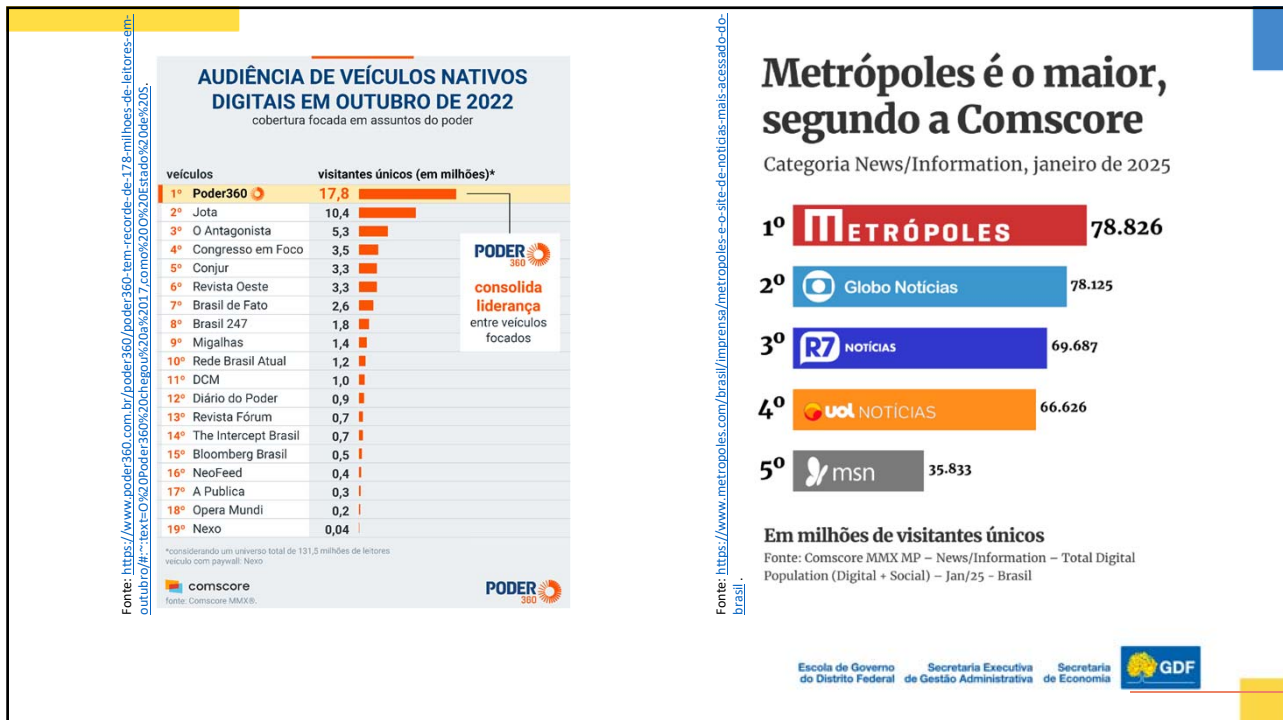 Fonte: https://www.poder360.com.br/poder360/poder360-tem-recorde-de-178-milhoes-de-leitores-em-
outubro/#:~:text=O%20Poder360%20chegou%20a%2017,como%20O%20Estado%20de%20S.
AUDIÊNCIA DE VEÍCULOS NATIVOS
DIGITAIS EM OUTUBRO DE 2022
cobertura focada em assuntos do poder
veículos visitantes únicos (em milhões)*
1º Poder360 17,8
2º Jota 10,4
3º O Antagonista 5,3
4º Congresso em Foco 3,5
5º Conjur 3,3
6º Revista Oeste 3,3
7º Brasil de Fato 2,6
8º Brasil 247 1,8
9º Migalhas 1,4
10º Rede Brasil Atual 1,2
11º DCM 1,0
12º Diário do Poder 0,9
13º Revista Fórum 0,7
14º The Intercept Brasil 0,7
15º Bloomberg Brasil 0,5
16º NeoFeed 0,4
17º A Publica 0,3
18º Opera Mundi 0,2
19º Nexo 0,04
PODER
360
consolida
liderança
entre veículos
focados
*considerando um universo total de 131,5 milhões de leitores
veículo com paywall: Nexo
comscore
fonte: Comscore MMX®.
PODER
360
Fonte: https://www.metropoles.com/brasil/imprensa/metropoles-e-o-site-de-noticias-mais-acessado-do-
brasil .
Metrópoles é o maior,
segundo a Comscore
Categoria News/Information, janeiro de 2025
1º METRÓPOLES 78.826
2º Globo Notícias 78.125
3º R7 NOTÍCIAS 69.687
4º uol NOTÍCIAS 66.626
5º msn 35.833
Em milhões de visitantes únicos
Fonte: Comscore MMX MP – News/Information – Total Digital
Population (Digital + Social) – Jan/25 - Brasil
Escola de Governo
do Distrito Federal
Secretaria Executiva
de Gestão Administrativa
Secretaria
de Economia
GDF